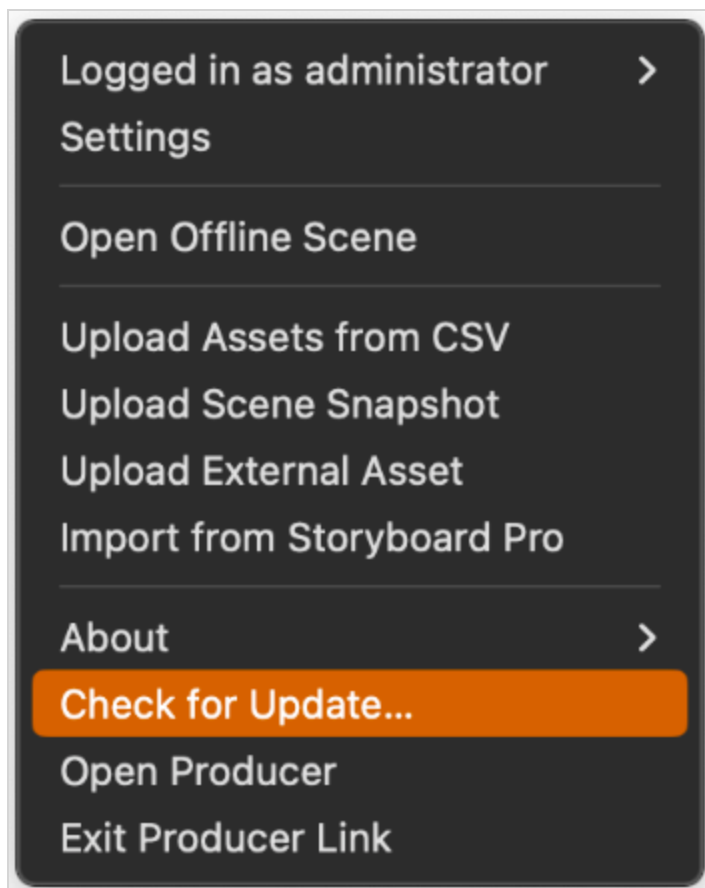 Logged in as administrator
Settings
Open Offline Scene
Upload Assets from CSV
Upload Scene Snapshot
Upload External Asset
Import from Storyboard Pro
About
Check for Update...
Open Producer
Exit Producer Link